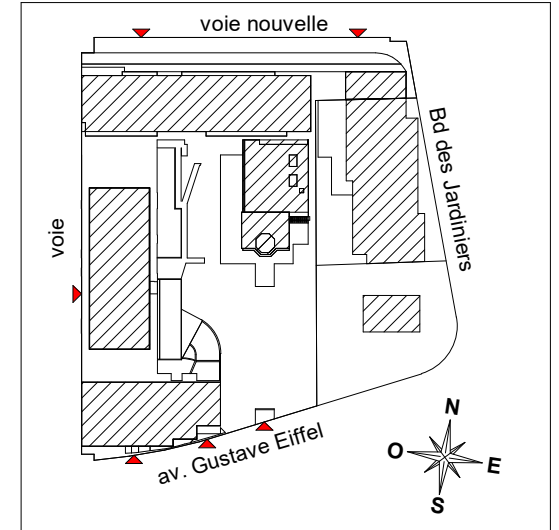 voie nouvelle
Bd des Jardiniers
voie
av. Gustave Eiffel
N
O
E
S